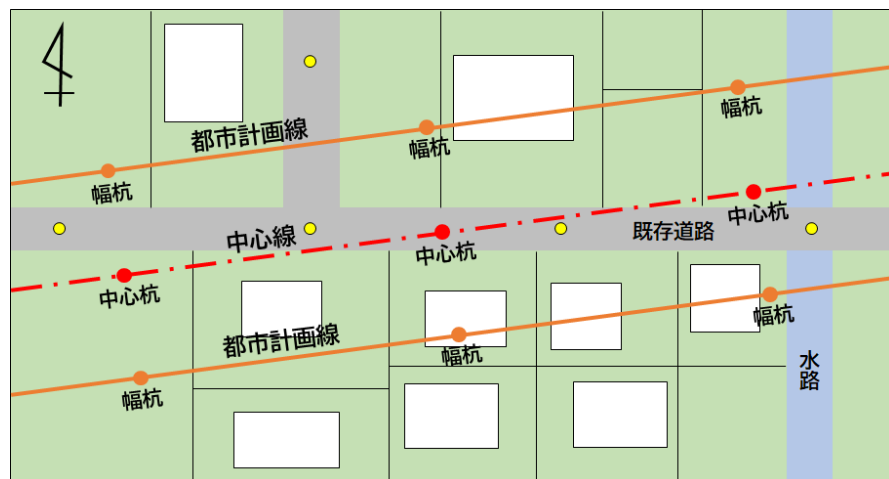 都市計画線
幅杭
幅杭
幅杭
中心線
中心杭
中心杭
中心杭
既存道路
都市計画線
幅杭
幅杭
幅杭
水路